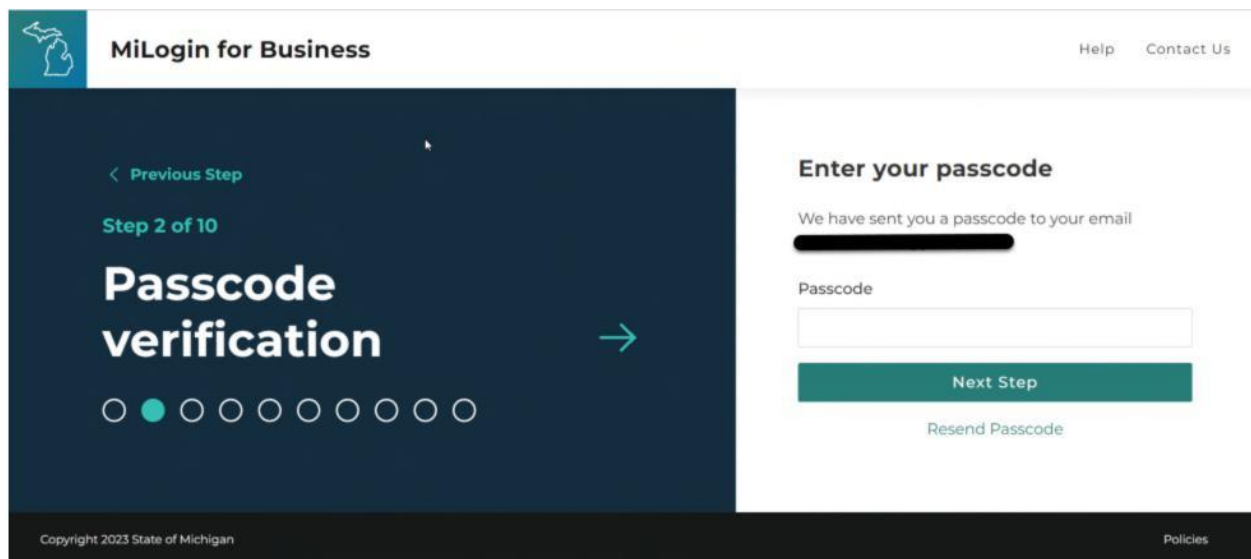 MiLogin for Business
Help
Contact Us
Previous Step
Step 2 of 10
Passcode
verification
Enter your passcode
We have sent you a passcode to your email
Passcode
Next Step
Resend Passcode
Copyright 2023 State of Michigan
Policies